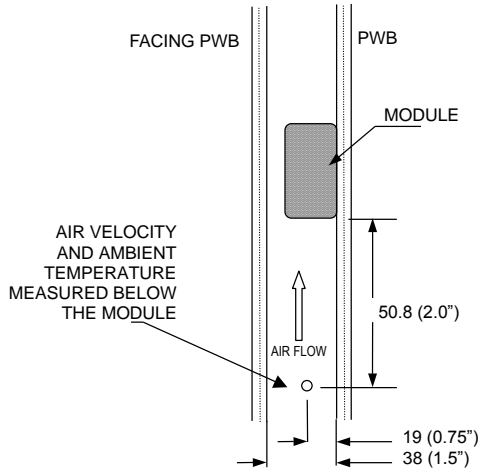 FACING PWB
PWB
MODULE
AIR VELOCITY
AND AMBIENT
TEMPERATURE
MEASURED BELOW
THE MODULE
50.8 (2.0”)
AIR FLOW
19 (0.75”)
38 (1.5”)